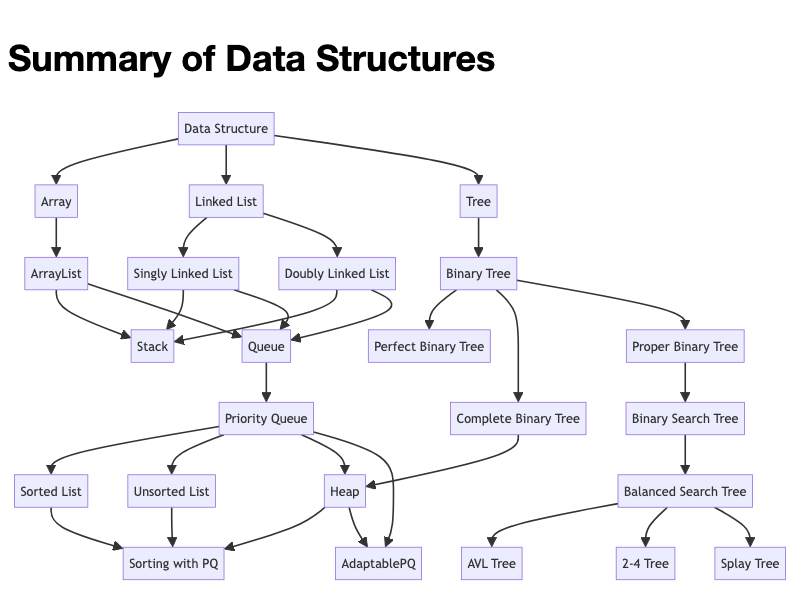 Summary of Data Structures
Data Structure
Array
Linked List
Tree
ArrayList
Singly Linked List
Doubly Linked List
Binary Tree
Stack
Queue
Perfect Binary Tree
Proper Binary Tree
Priority Queue
Complete Binary Tree
Binary Search Tree
Sorted List
Unsorted List
Heap
Balanced Search Tree
Sorting with PQ
AdaptablePQ
AVL Tree
2-4 Tree
Splay Tree